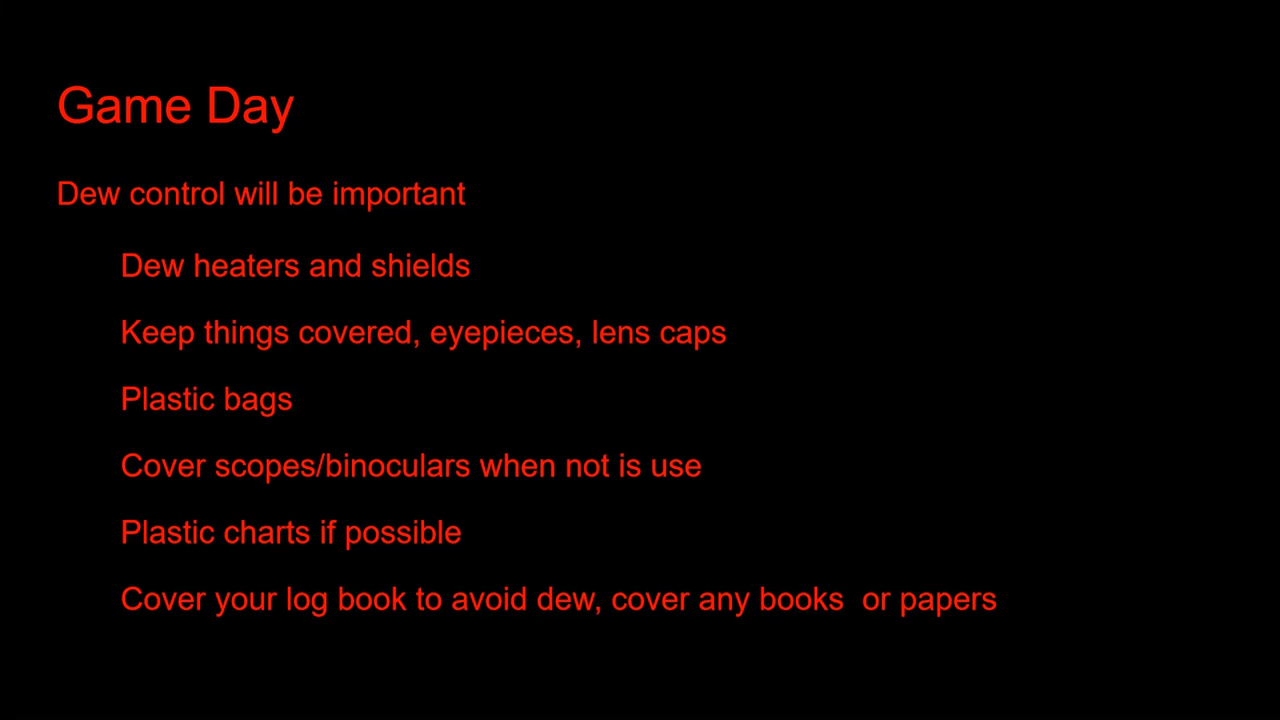 Game Day
Dew control will be important
Dew heaters and shields
Keep things covered, eyepieces, lens caps
Plastic bags
Cover scopes/binoculars when not is use
Plastic charts if possible
Cover your log book to avoid dew, cover any books  or papers